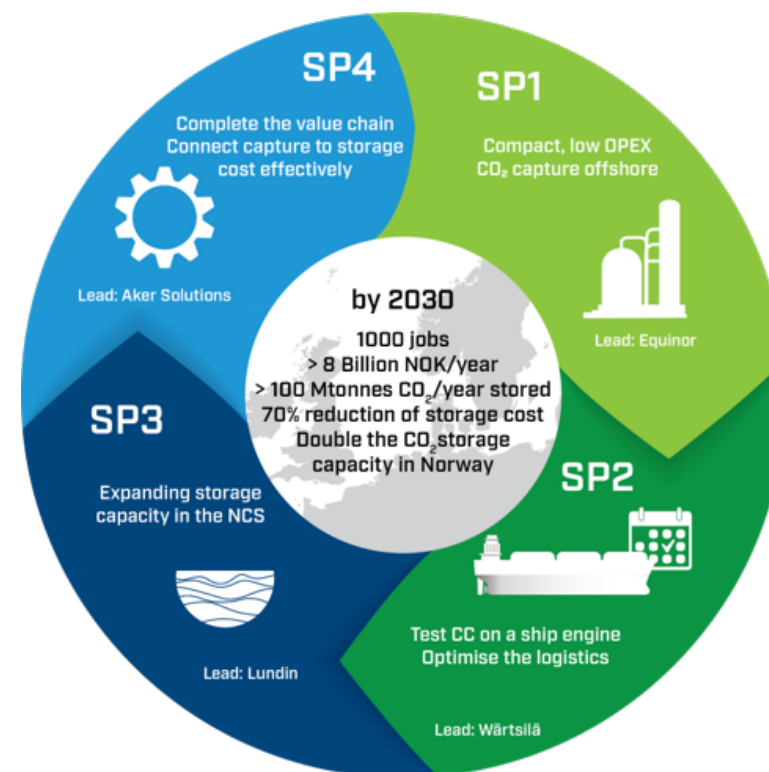 SP4
Complete the value chain
Connect capture to storage
cost effectively
Lead: Aker Solutions
SP1
Compact, low OPEX
CO₂ capture offshore
Lead: Equinor
by 2030
1000 jobs
> 8 Billion NOK/year
> 100 Mtonnes CO₂/year stored
70% reduction of storage cost
Double the CO₂storage
capacity in Norway
SP3
Expanding storage
capacity in the NCS
Lead: Lundin
SP2
Test CC on a ship engine
Optimise the logistics
Lead: Wärtsilä